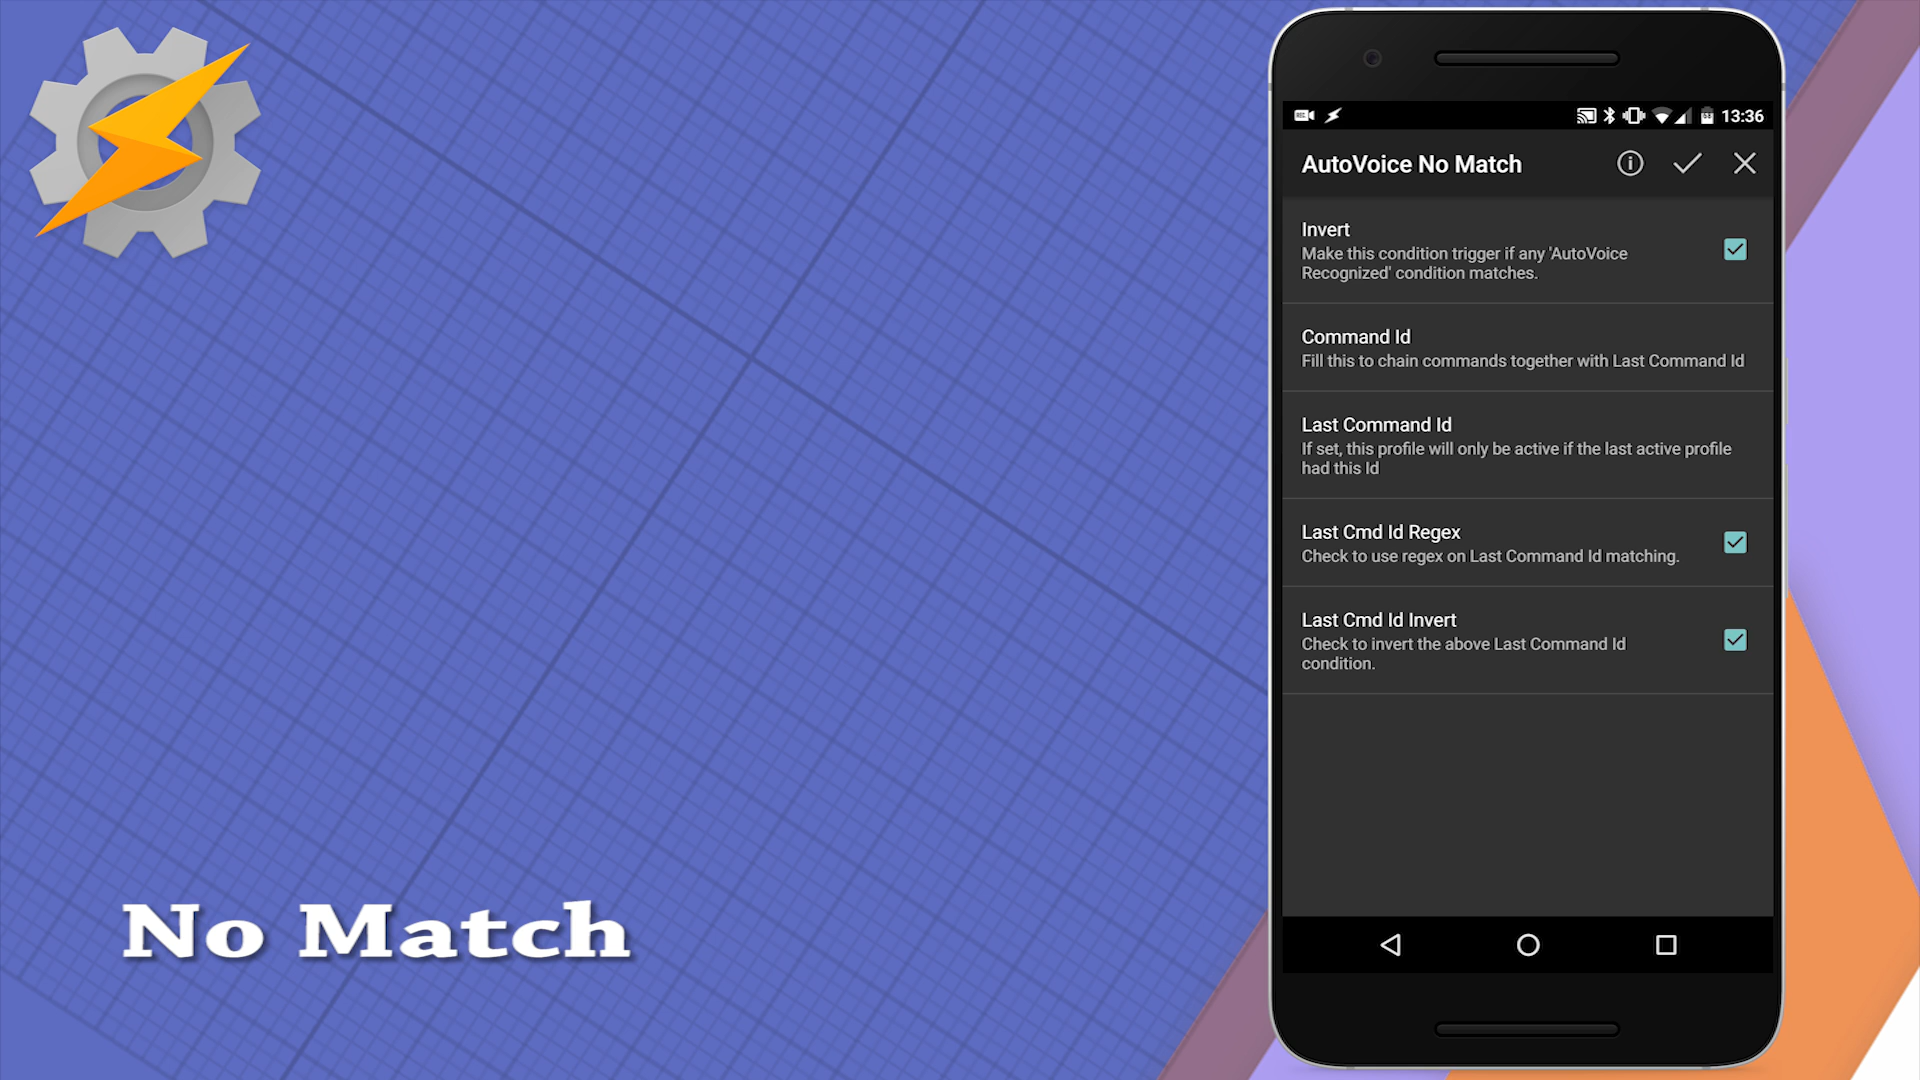 13:36
AutoVoice No Match
Invert
Make this condition trigger if any 'AutoVoice
Recognized' condition matches.
Command Id
Fill this to chain commands together with Last Command Id
Last Command Id
If set, this profile will only be active if the last active profile
had this Id
Last Cmd Id Regex
Check to use regex on Last Command Id matching.
Last Cmd Id Invert
Check to invert the above Last Command Id
condition.
No Match